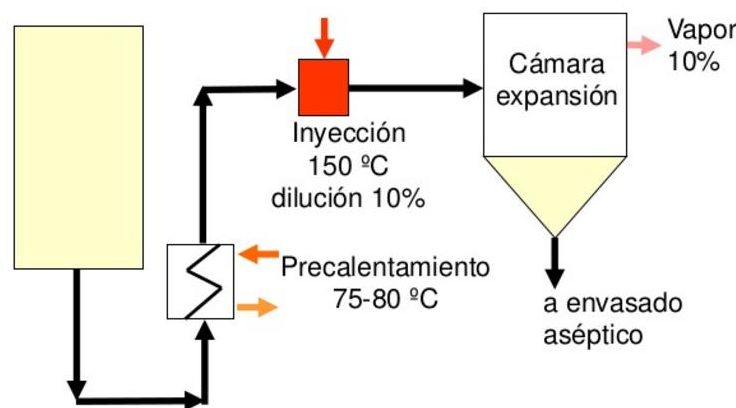 Vapor
10%
Cámara
expansión
Inyección
150 ºC
dilución 10%
Precalentamiento
75-80 ºC
a envasado
aséptico